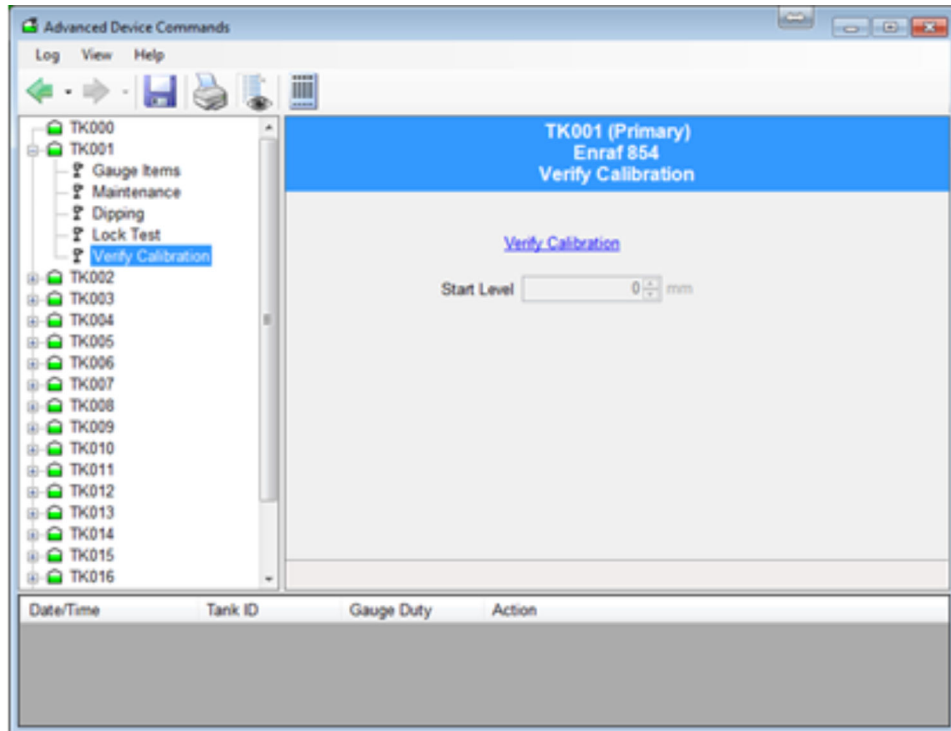 Advanced Device Commands
Log View Help
TK000
TK001
Gauge Items
Maintenance
Dipping
Lock Test
Verify Calibration
TK002
TK003
TK004
TK005
TK006
TK007
TK008
TK009
TK010
TK011
TK012
TK013
TK014
TK015
TK016
TK001 (Primary)
Enraf 854
Verify Calibration
Verify Calibration
Start Level 0 mm
Date/Time Tank ID Gauge Duty Action